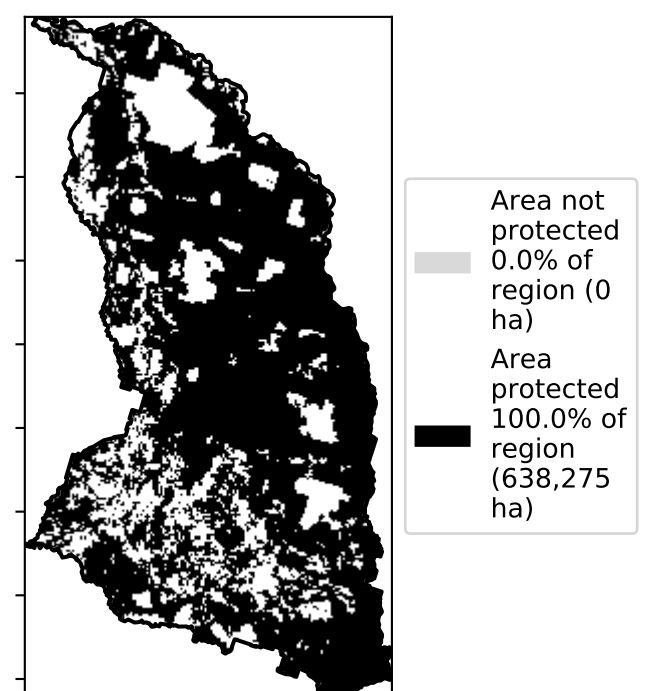 Area not
protected
0.0% of
region (0
ha)
Area
protected
100.0% of
region
(638,275
ha)